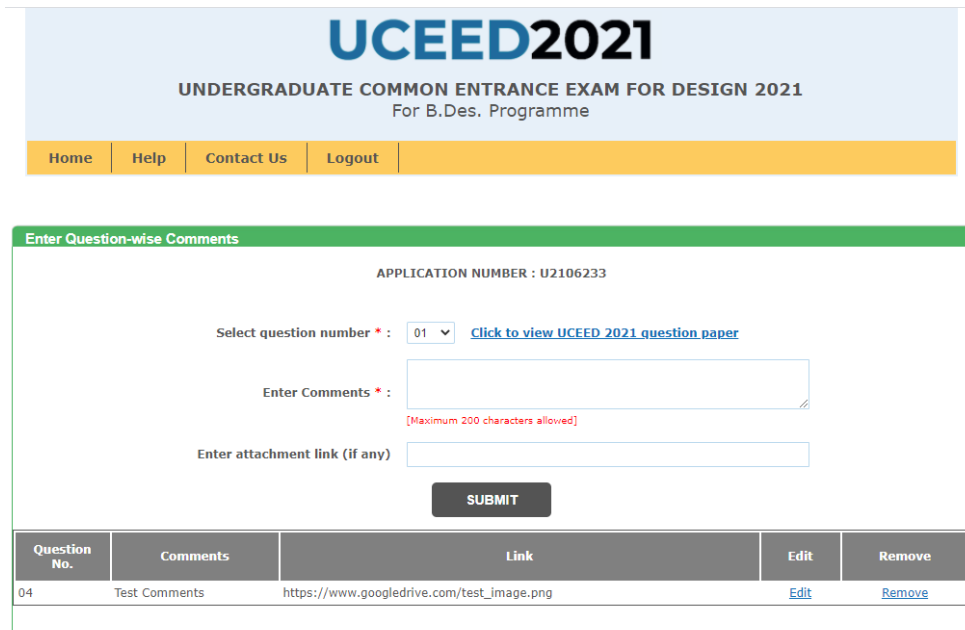 UCEED2021
UNDERGRADUATE COMMON ENTRANCE EXAM FOR DESIGN 2021
For B.Des. Programme
Home Help Contact Us Logout
Enter Question-wise Comments
APPLICATION NUMBER : U2106233
Select question number * : 01 Click to view UCEED 2021 question paper
Enter Comments * :
[Maximum 200 characters allowed]
Enter attachment link (if any)
SUBMIT
Question No. Comments Link Edit Remove
04 Test Comments https://www.googledrive.com/test_image.png Edit Remove